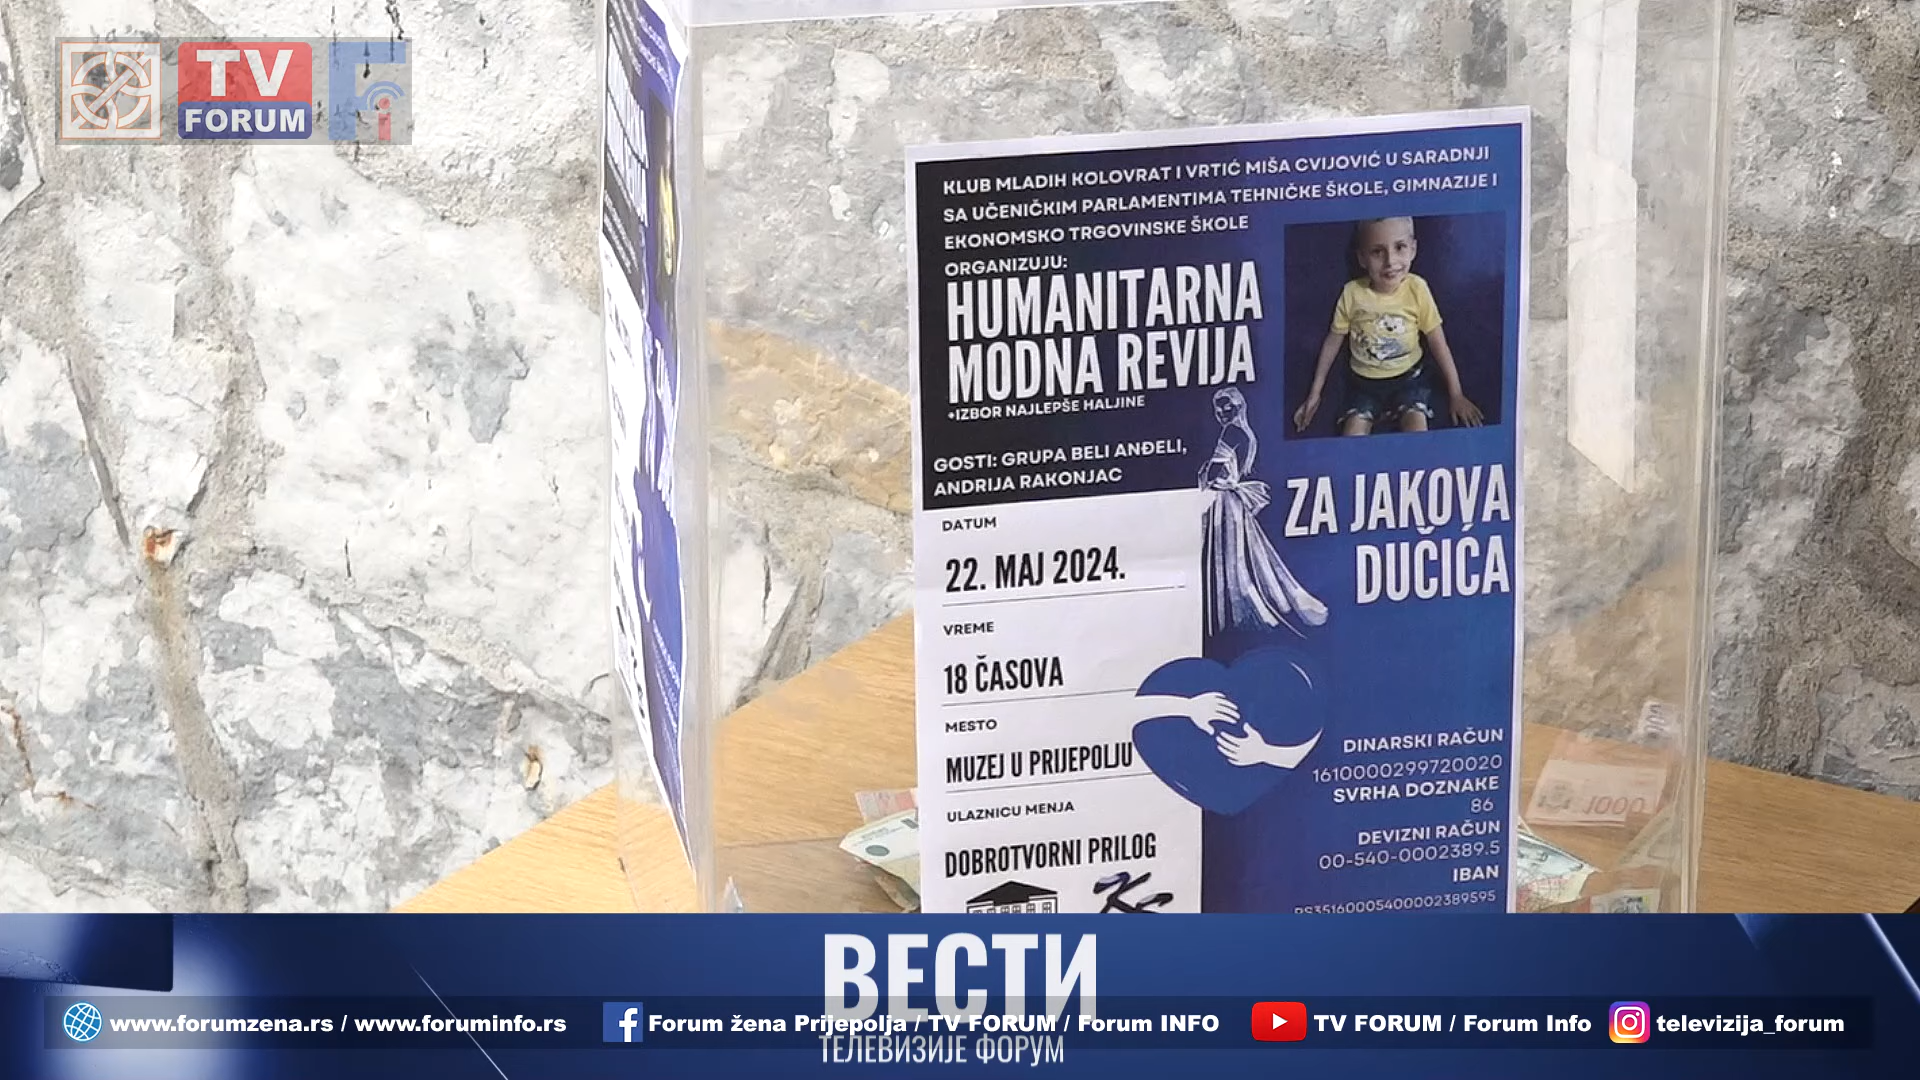 TV
FORUM
KLUB MLADIH KOLOVRAT I VRTIĆ MIŠA CVIJOVIĆ U SARADNJI
SA UČENIČKIM PARLAMENTIMA TEHNIČKE ŠKOLE, GIMNAZIJE I
EKONOMSKO TRGOVINSKE ŠKOLE
ORGANIZUJU:
HUMANITARNA
MODNA REVIJA
+IZBOR NAJLEPŠE HALJINE
GOSTI: GRUPA BELI ANĐELI,
ANDRIJA RAKONJAC
ZA JAKOVA
DUČIĆA
DATUM
22. MAJ 2024.
VREME
18 ČASOVA
MESTO
MUZEJ U PRIJEPOLJU
ULAZNICU MENJA
DOBROTVORNI PRILOG
DINARSKI RAČUN
1610000299720020
SVRHA DOZNAKE
86
DEVIZNI RAČUN
00-540-0002389.5
IBAN
RS35160005400002389595
1000
ВЕСТИ
www.forumzena.rs / www.foruminfo.rs
Forum žena Prijepolja / TV FORUM / Forum INFO
TV FORUM / Forum Info
televizija_forum
ТЕЛЕВИЗИЈЕ ФОРУМ